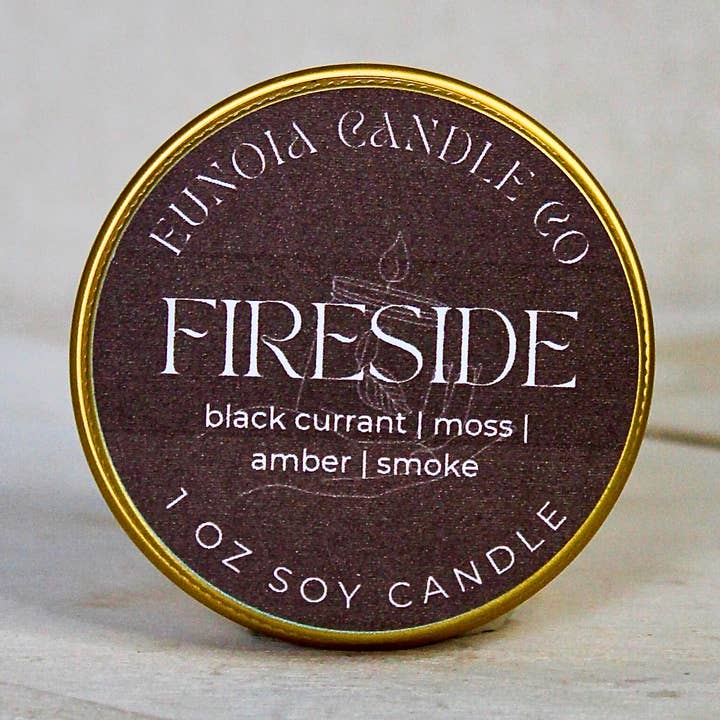 EUNOIA CANDLE CO
FIRESIDE
black currant | moss |
amber | smoke
1 OZ SOY CANDLE